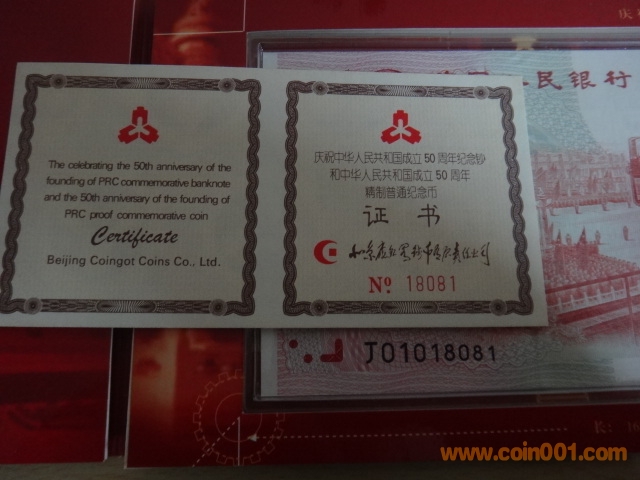 The celebrating the 50th anniversary of the
founding of PRC commemorative banknote
and the 50th anniversary of the founding of
PRC proof commemorative coin
Certificate
Beijing Coingot Coins Co., Ltd.
庆祝中华人民共和国成立50周年纪念钞
和中华人民共和国成立50周年
精制普通纪念币
证书
№ 18081
人民银行
J01018081
长:
www.coin001.com